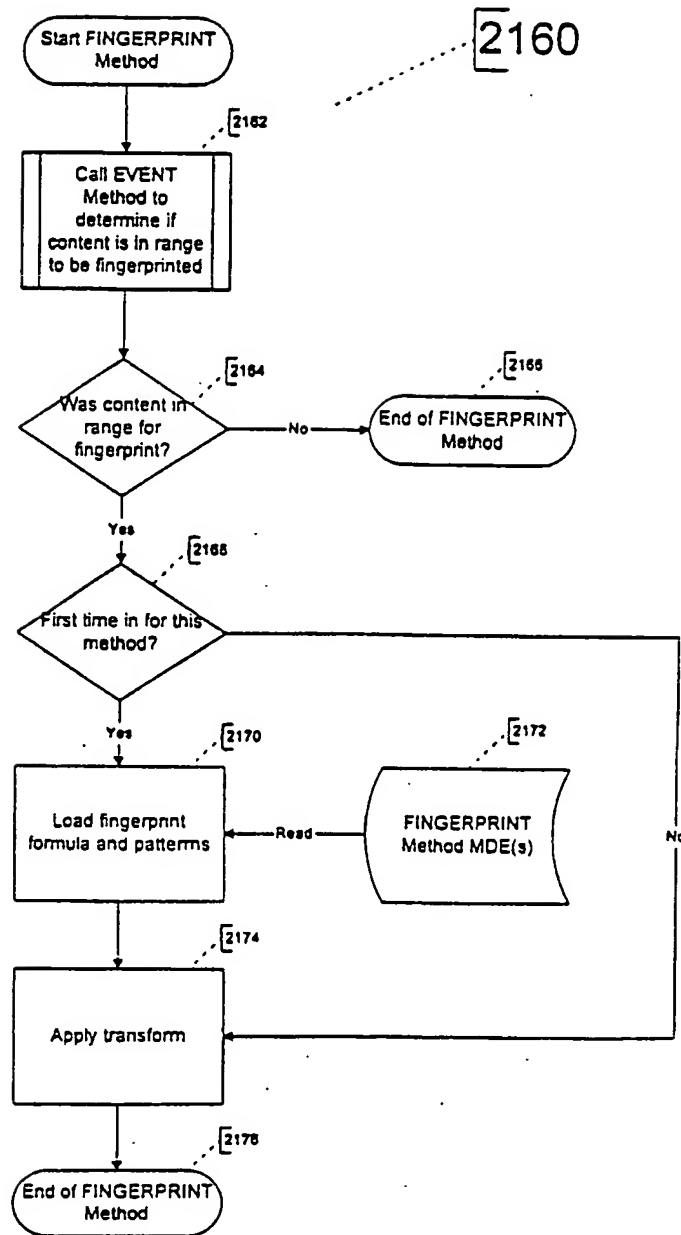 Start FINGERPRINT
Method
2160
2162
Call EVENT
Method to
determine if
content is in range
to be fingerprinted
2164
Was content in
range for
fingerprint?
No
2166
End of FINGERPRINT
Method
Yes
2168
First time in for this
method?
Yes
2170
Load fingerprint
formula and patterms
Read
2172
FINGERPRINT
Method MDE(s)
No
2174
Apply transform
2176
End of FINGERPRINT
Method